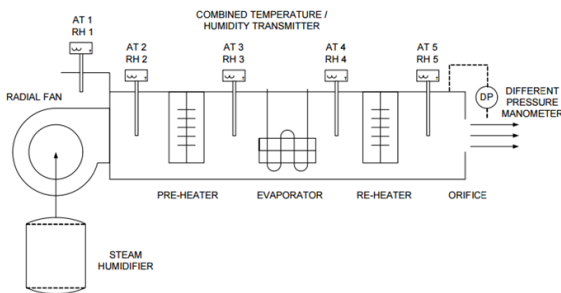 COMBINED TEMPERATURE /
HUMIDITY TRANSMITTER
AT 1
RH 1
AT 2
RH 2
AT 3
RH 3
AT 4
RH 4
AT 5
RH 5
RADIAL FAN
DP
DIFFERENT
PRESSURE
MANOMETER
PRE-HEATER
EVAPORATOR
RE-HEATER
ORIFICE
STEAM
HUMIDIFIER